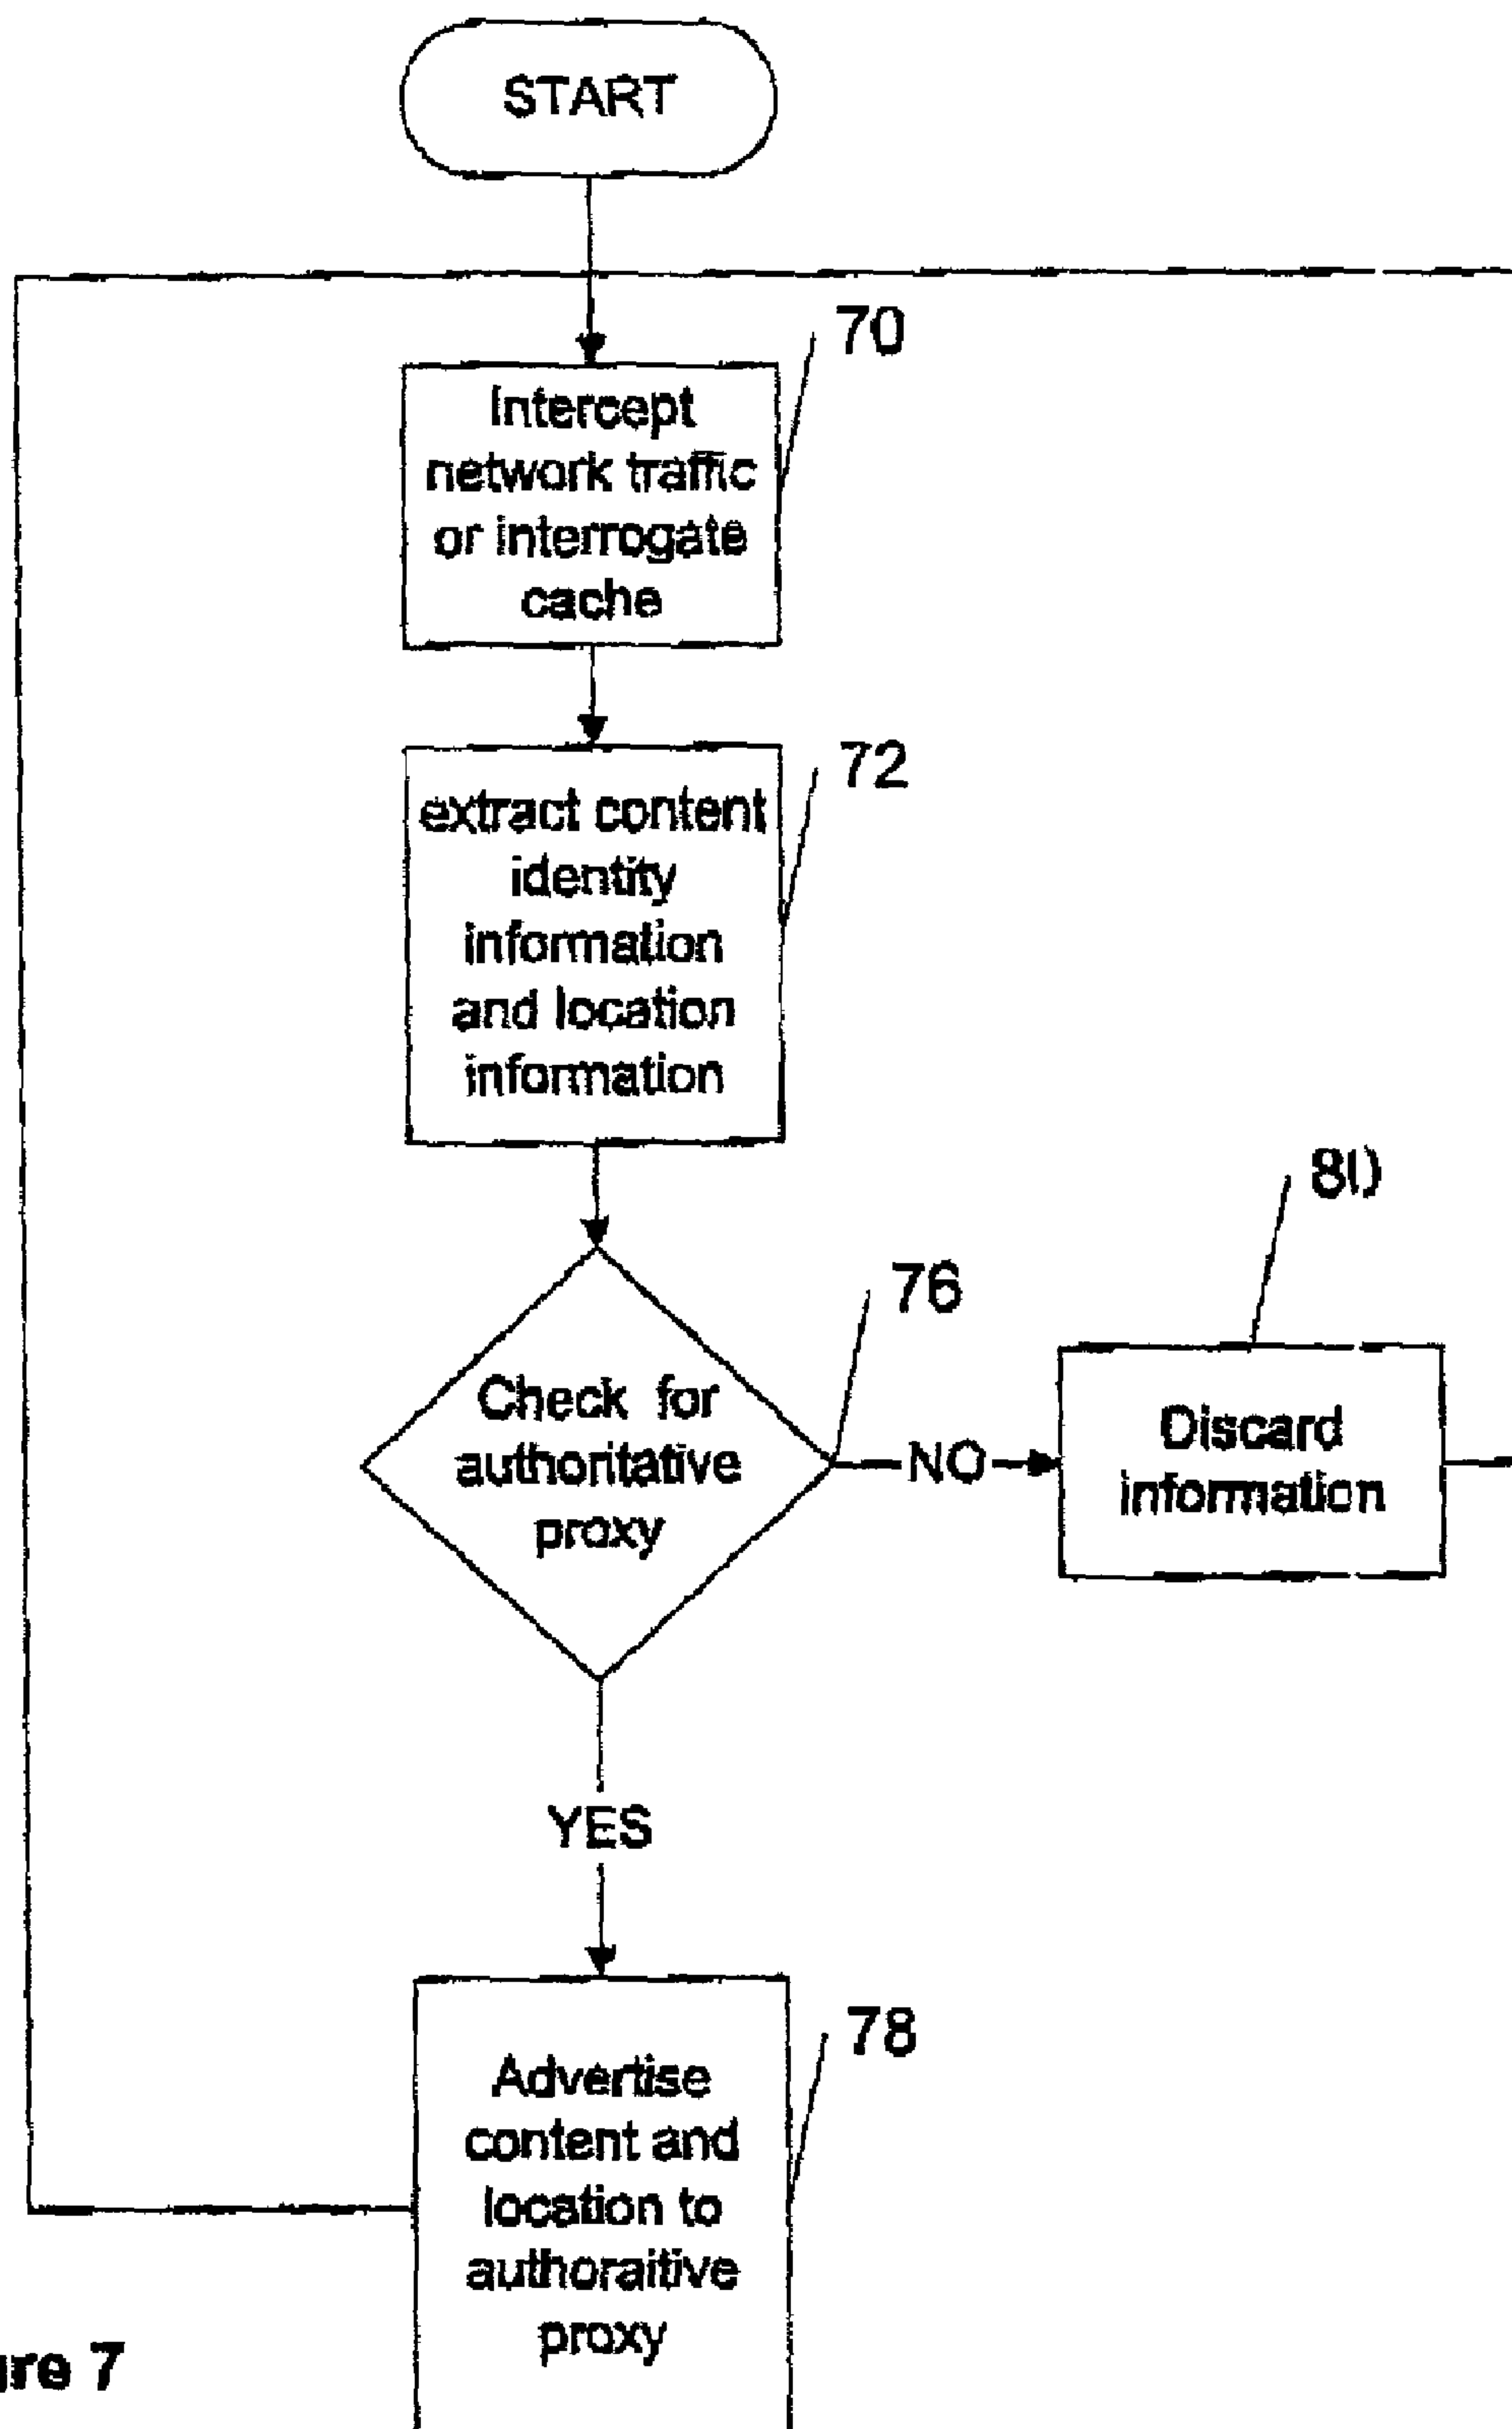 START
70
Intercept
network traffic
or interrogate
cache
72
extract content
identity
information
and location
information
80
76
Check for
authoritative
proxy
NO
Discard
information
YES
78
Advertise
content and
location to
authoraitive
proxy
ure 7